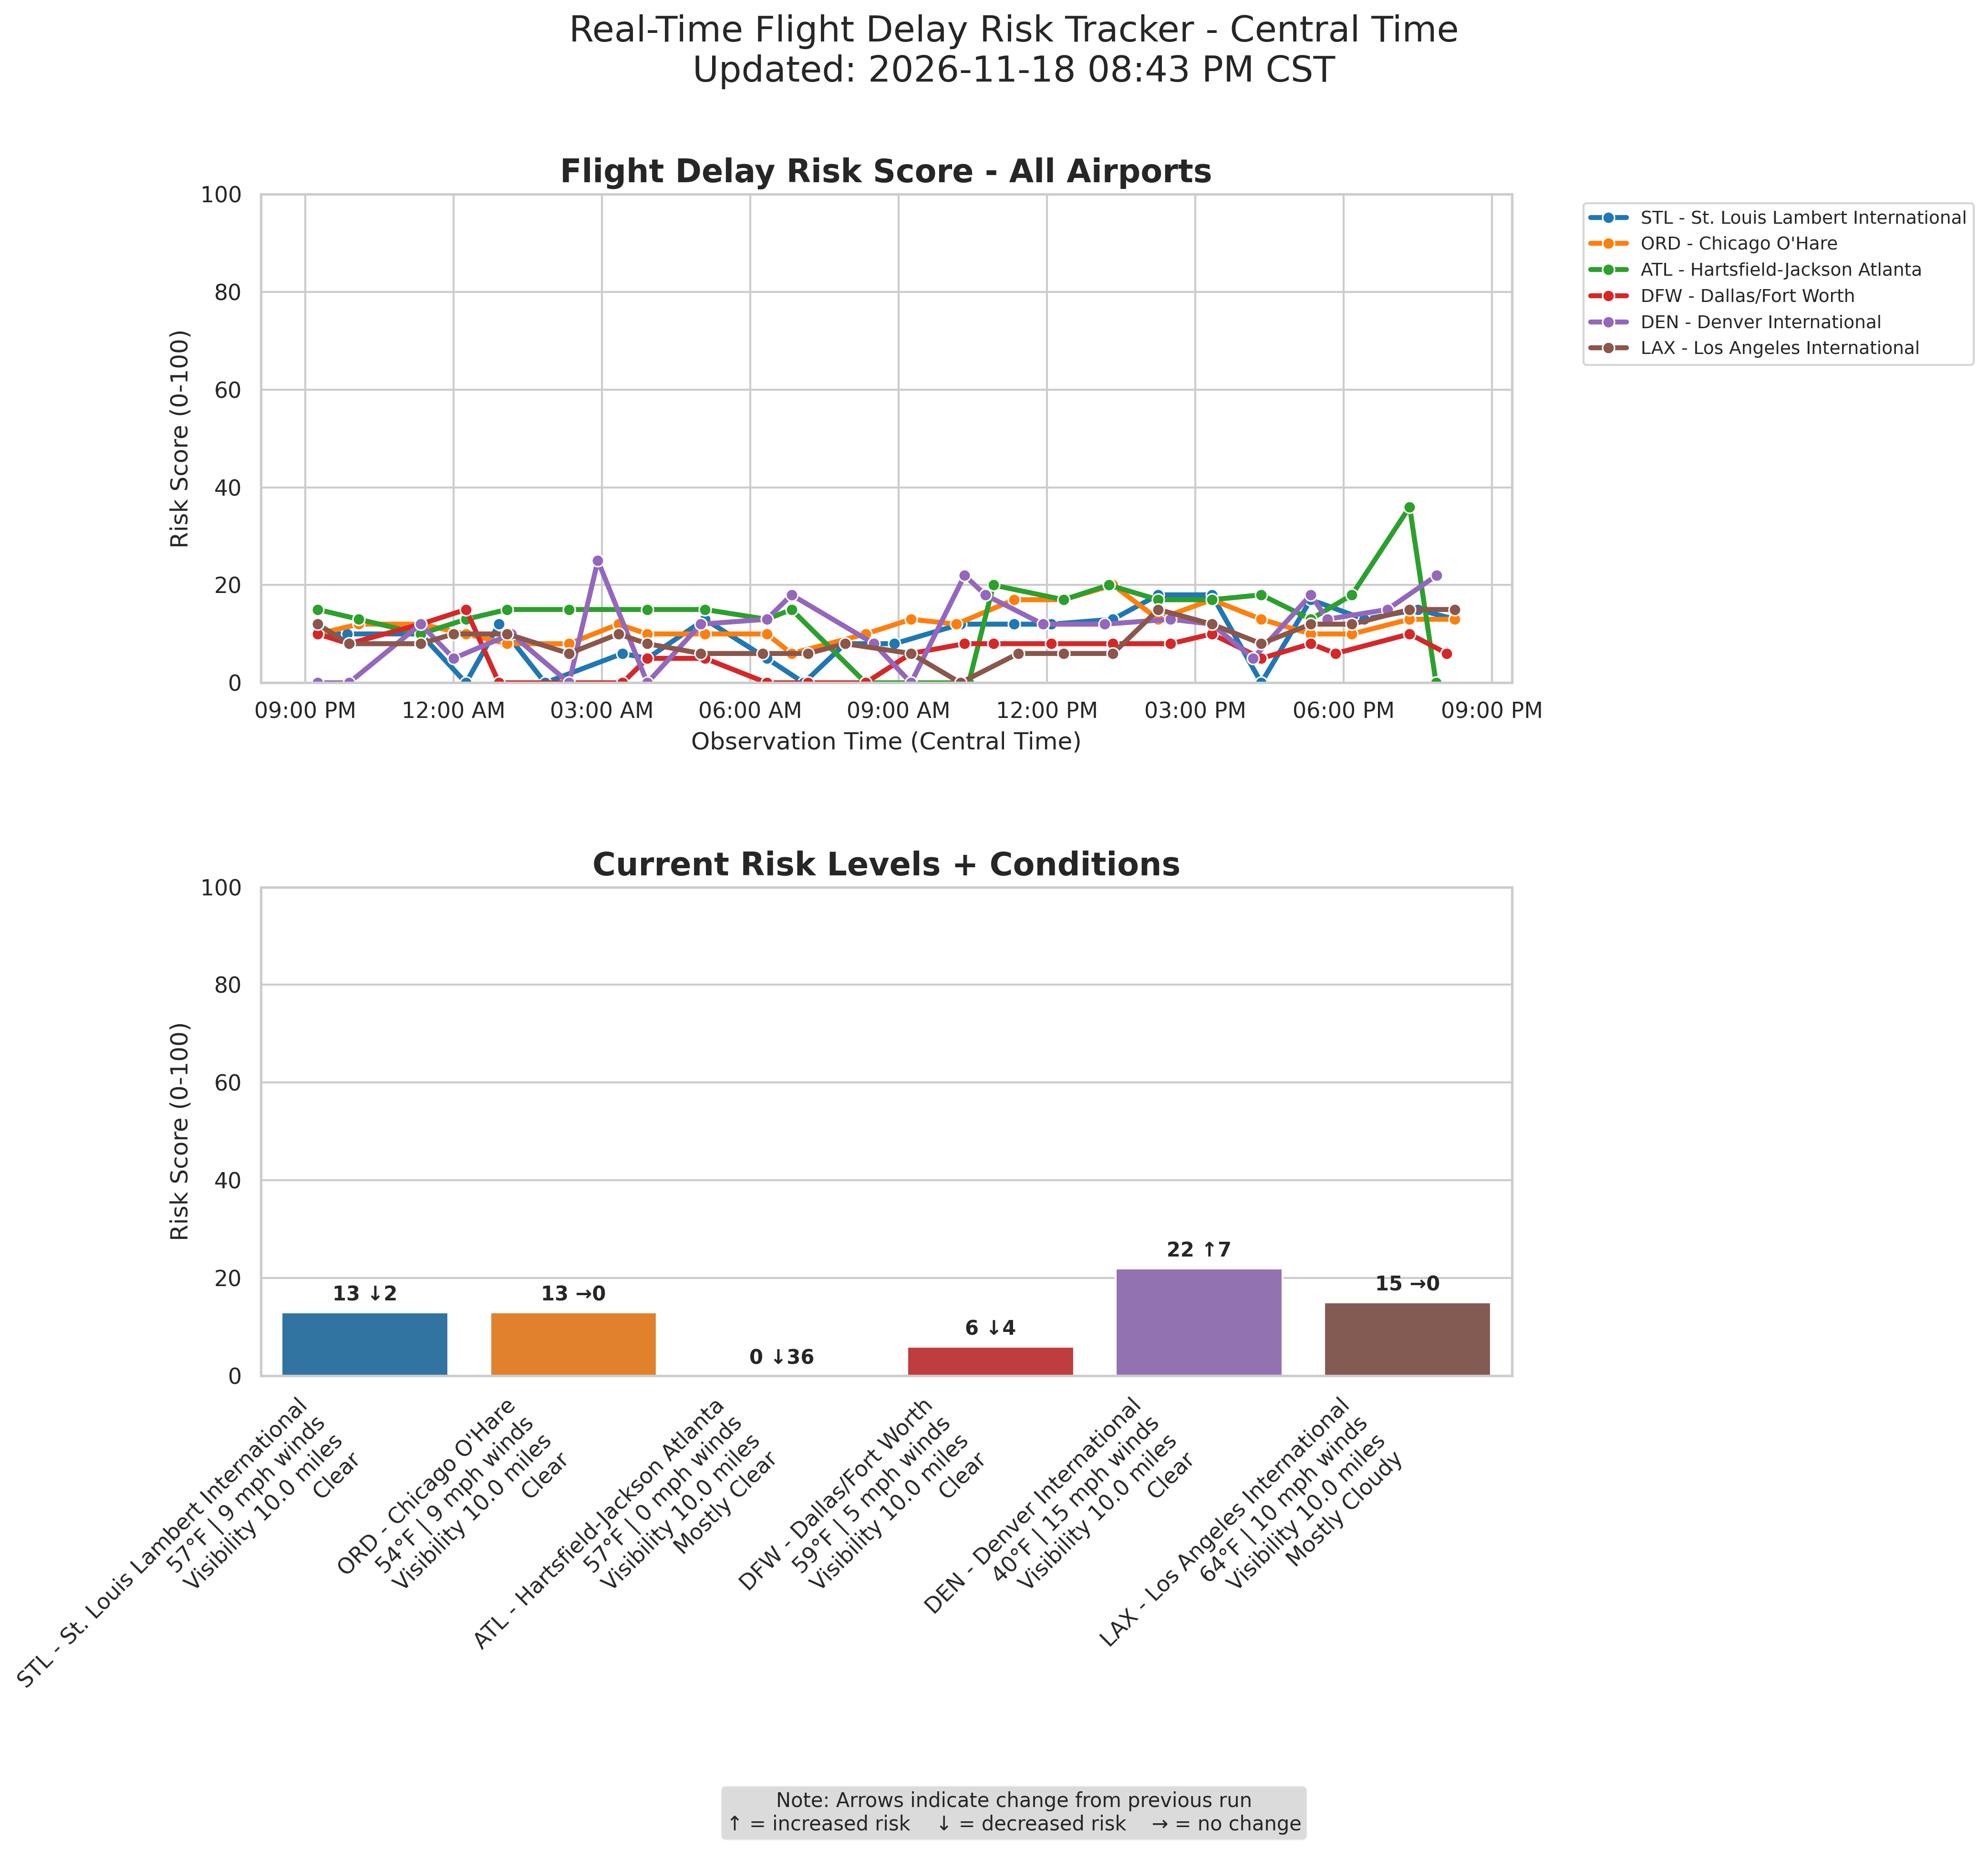 Real-Time Flight Delay Risk Tracker - Central Time
Updated: 2026-11-18 08:43 PM CST
Flight Delay Risk Score - All Airports
Risk Score (0-100)
100
80
60
40
20
0
09:00 PM
12:00 AM
03:00 AM
06:00 AM
09:00 AM
12:00 PM
03:00 PM
06:00 PM
09:00 PM
Observation Time (Central Time)
STL - St. Louis Lambert International
ORD - Chicago O'Hare
ATL - Hartsfield-Jackson Atlanta
DFW - Dallas/Fort Worth
DEN - Denver International
LAX - Los Angeles International
Current Risk Levels + Conditions
Risk Score (0-100)
100
80
60
40
20
0
13 ↓2
13 →0
0 ↓36
6 ↓4
22 ↑7
15 →0
STL - St. Louis Lambert International
57°F | 9 mph winds
Visibility 10.0 miles
Clear
ORD - Chicago O'Hare
54°F | 9 mph winds
Visibility 10.0 miles
Clear
ATL - Hartsfield-Jackson Atlanta
57°F | 0 mph winds
Visibility 10.0 miles
Mostly Clear
DFW - Dallas/Fort Worth
59°F | 5 mph winds
Visibility 10.0 miles
Clear
DEN - Denver International
40°F | 15 mph winds
Visibility 10.0 miles
Clear
LAX - Los Angeles International
64°F | 10 mph winds
Visibility 10.0 miles
Mostly Cloudy
Note: Arrows indicate change from previous run
↑ = increased risk ↓ = decreased risk → = no change